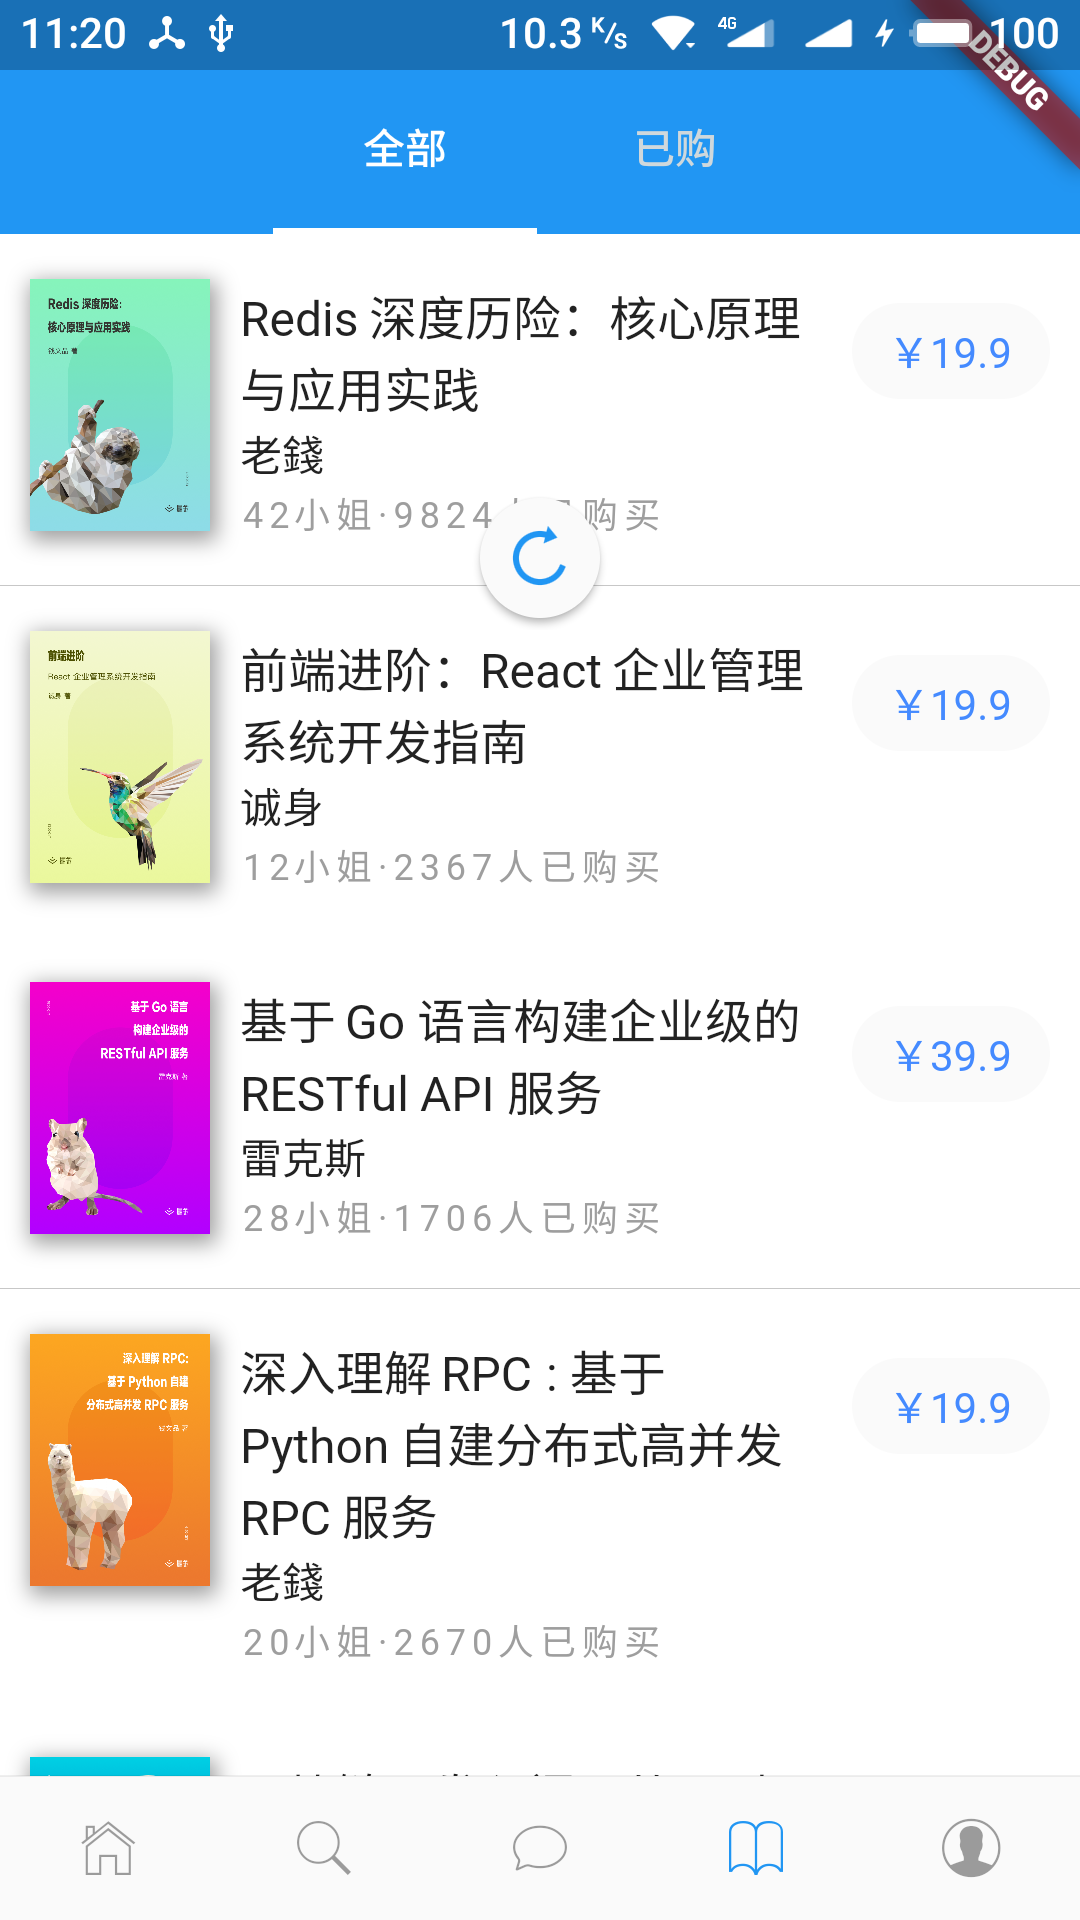 11:20
10.3 K/s
4G
100
DEBUG
全部
已购
Redis 深度历险:
核心原理与应用实践
钱文品 著
Redis 深度历险：核心原理
与应用实践
老錢
42小姐·9824
购买
¥19.9
前端进阶
React 企业管理系统开发指南
诚身 著
前端进阶：React 企业管理
系统开发指南
诚身
12小姐·2367人已购买
¥19.9
基于 Go 语言
构建企业级的
RESTful API 服务
雷克斯 著
基于 Go 语言构建企业级的
RESTful API 服务
雷克斯
28小姐·1706人已购买
¥39.9
深入理解 RPC:
基于 Python 自建
分布式高并发 RPC 服务
钱文品 著
深入理解 RPC : 基于
Python 自建分布式高并发
RPC 服务
老錢
20小姐·2670人已购买
¥19.9